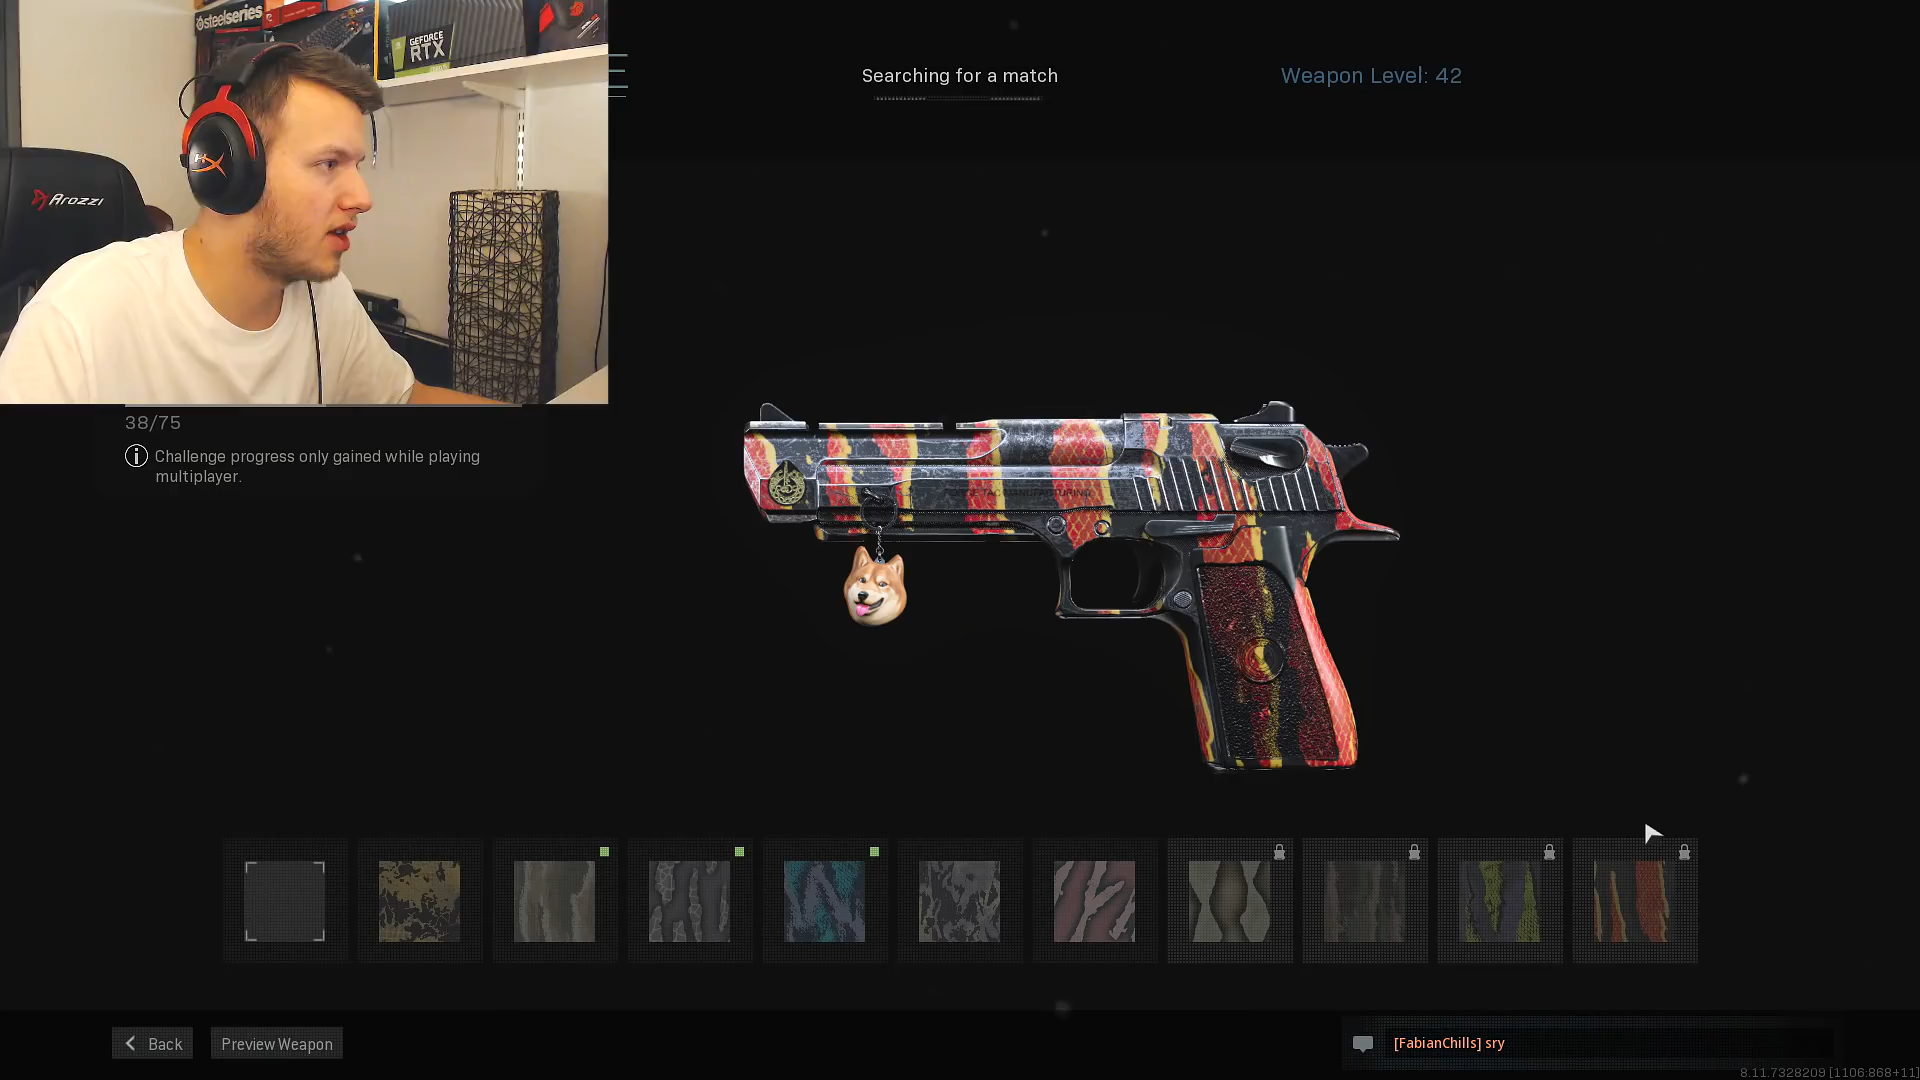 steelseries
GEFORCE
RTX
HX
Arozzi
Searching for a match
Weapon Level: 42
38/75
Challenge progress only gained while playing
multiplayer.
Back
Preview Weapon
[FabianChills] sry
8.11.7328209 [1106:868+11]